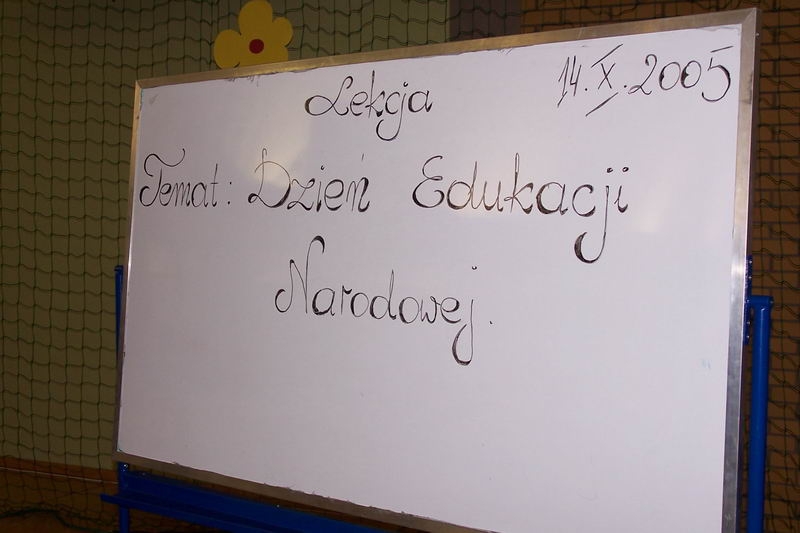 Lekcja 14.X.2005
Temat: Dzień Edukacji
Narodowej.